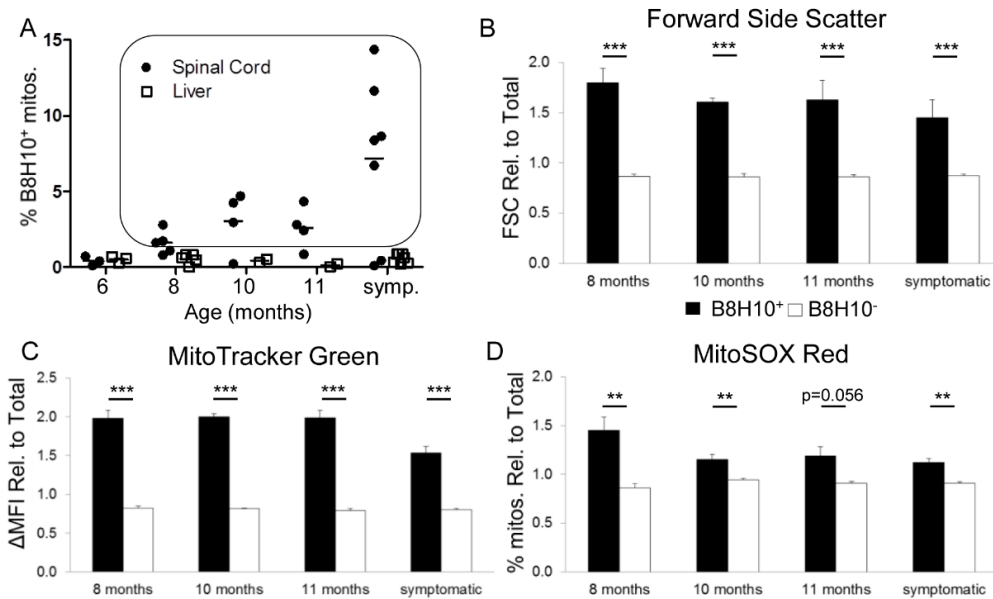 A
% B8H10⁺ mitos.
15
10
5
0
Spinal Cord
Liver
6
8
10
11
symp.
Age (months)
B
Forward Side Scatter
FSC Rel. to Total
2.0
1.5
1.0
0.5
0.0
***
***
***
***
8 months
10 months
11 months
symptomatic
B8H10⁺
B8H10⁻
C
MitoTracker Green
ΔMFI Rel. to Total
2.5
2.0
1.5
1.0
0.5
0.0
***
***
***
***
8 months
10 months
11 months
symptomatic
D
MitoSOX Red
% mitos. Rel. to Total
2.0
1.5
1.0
0.5
0.0
**
**
p=0.056
**
8 months
10 months
11 months
symptomatic